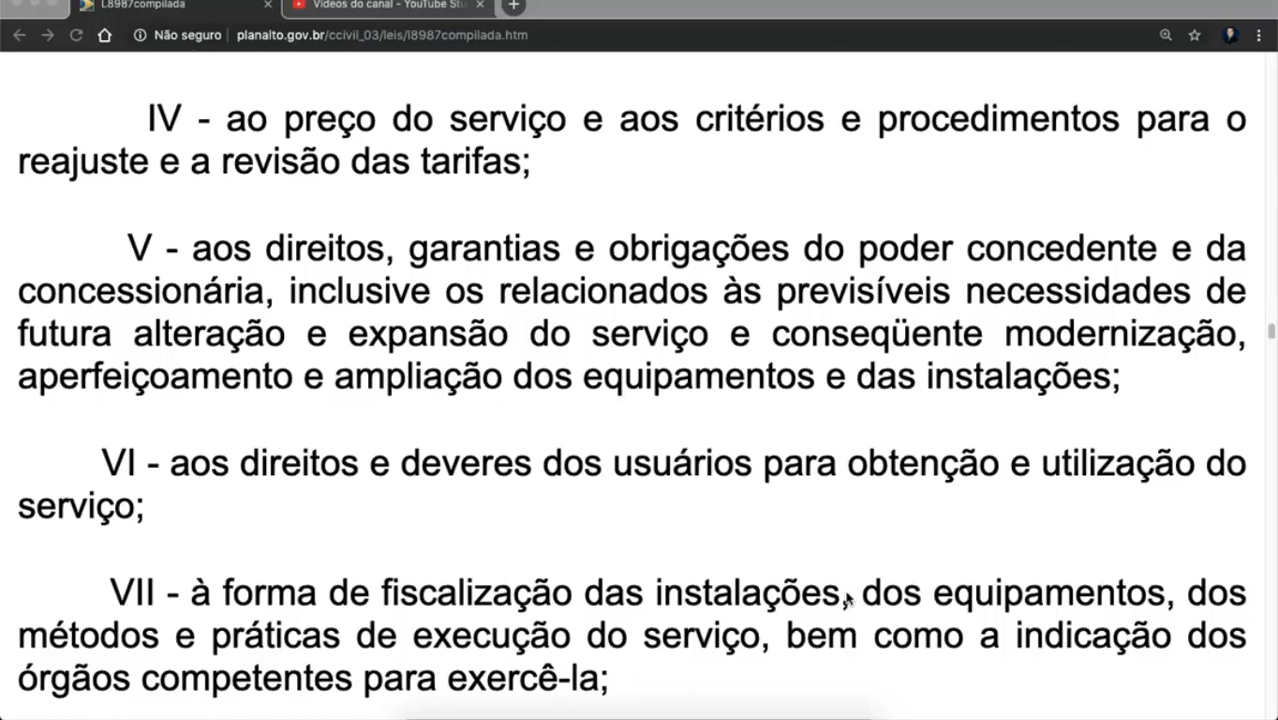 L8987compilada
Vídeos do canal - YouTube Stu
Não seguro
planalto.gov.br/ccivil_03/leis/l8987compilada.htm
IV - ao preço do serviço e aos critérios e procedimentos para o
reajuste e a revisão das tarifas;
V - aos direitos, garantias e obrigações do poder concedente e da
concessionária, inclusive os relacionados às previsíveis necessidades de
futura alteração e expansão do serviço e conseqüente modernização,
aperfeiçoamento e ampliação dos equipamentos e das instalações;
VI - aos direitos e deveres dos usuários para obtenção e utilização do
serviço;
VII - à forma de fiscalização das instalações, dos equipamentos, dos
métodos e práticas de execução do serviço, bem como a indicação dos
órgãos competentes para exercê-la;